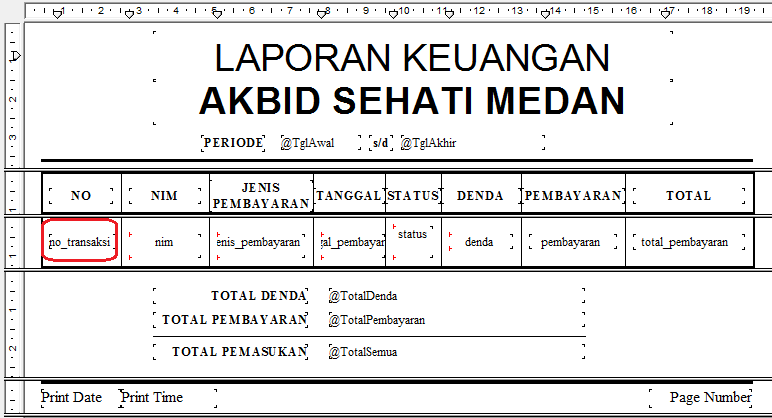 1 2 3 4 5 6 7 8 9 10 11 12 13 14 15 16 17 18 19
LAPORAN KEUANGAN
AKBID SEHATI MEDAN
PERIODE @TglAwal s/d @TglAkhir
NO NIM JENIS PEMBAYARAN TANGGAL STATUS DENDA PEMBAYARAN TOTAL
no_transaksi nim enis_pembayaran gal_pembayar status denda pembayaran total_pembayaran
TOTAL DENDA @TotalDenda
TOTAL PEMBAYARAN @TotalPembayaran
TOTAL PEMASUKAN @TotalSemua
Print Date Print Time Page Number